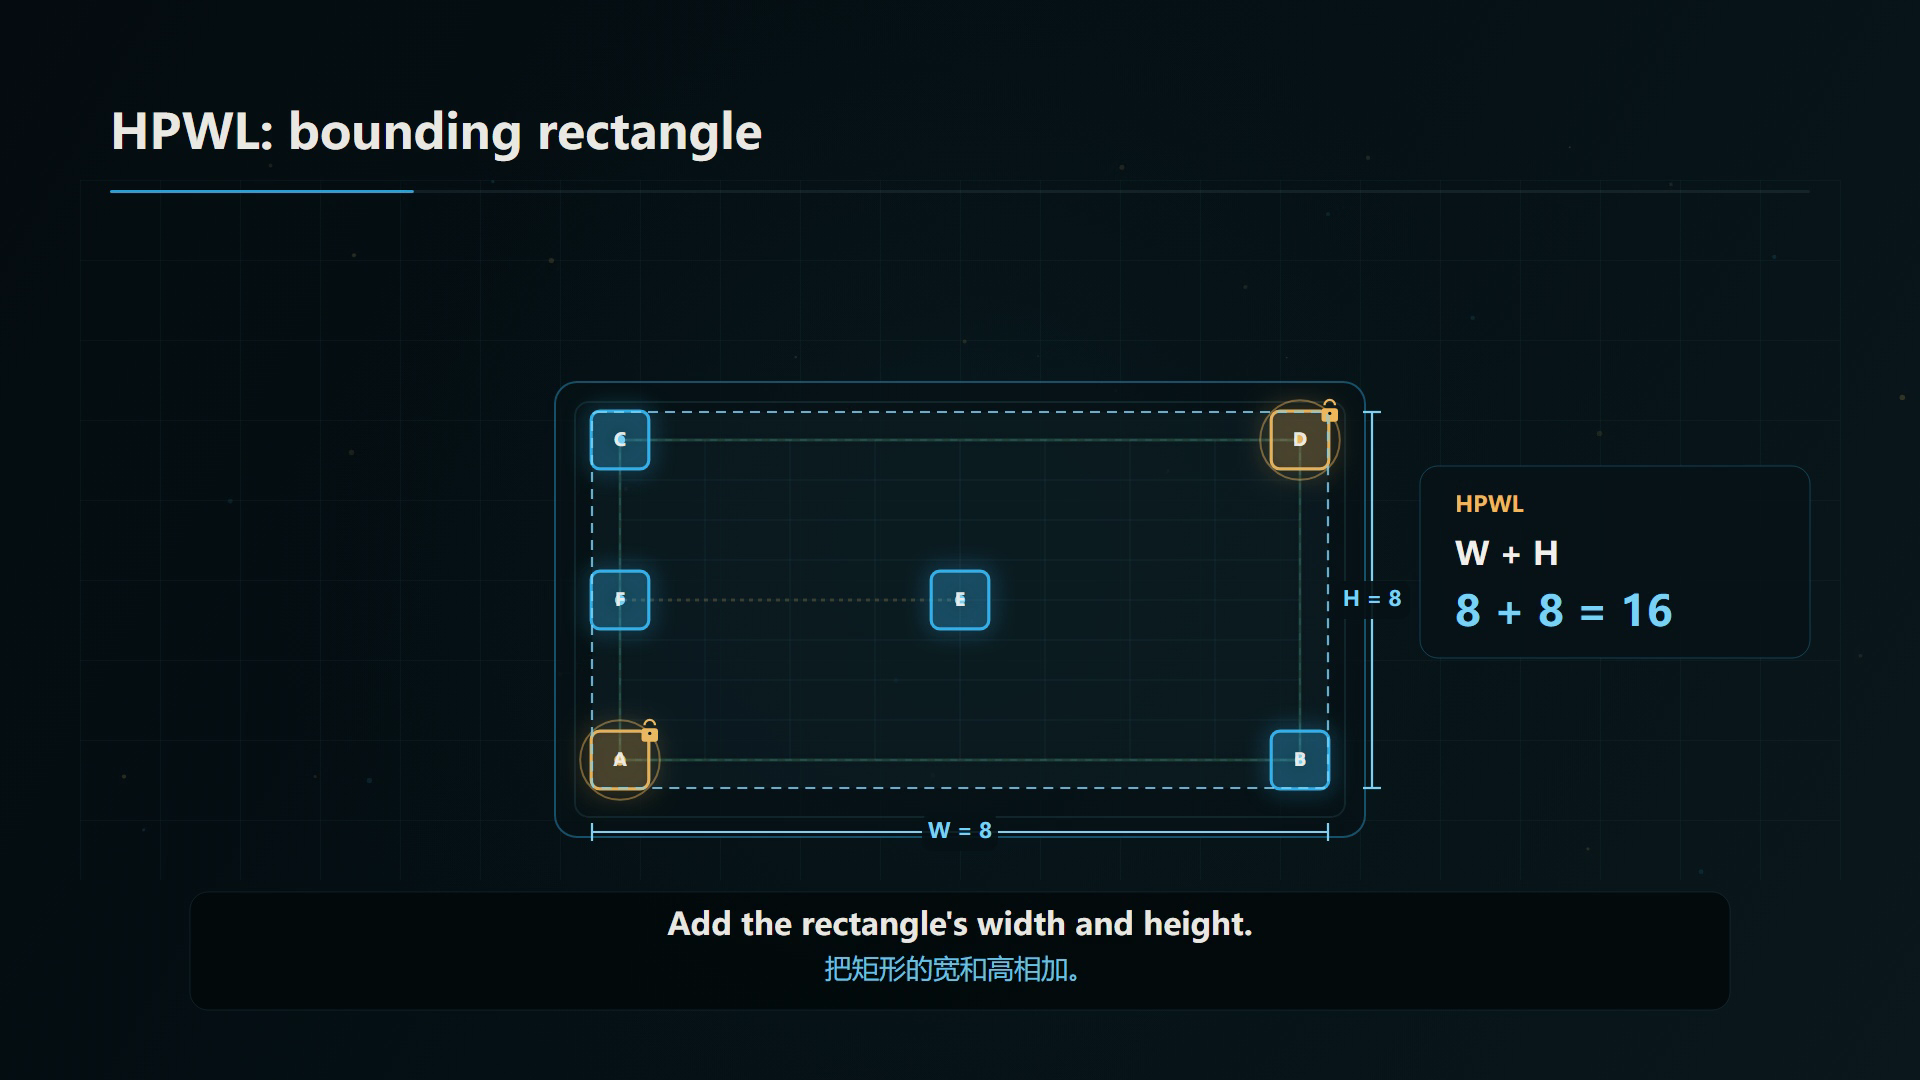 HPWL: bounding rectangle
C
D
F
E
H = 8
HPWL
W + H
8 + 8 = 16
A
B
W = 8
Add the rectangle's width and height.
把矩形的宽和高相加。